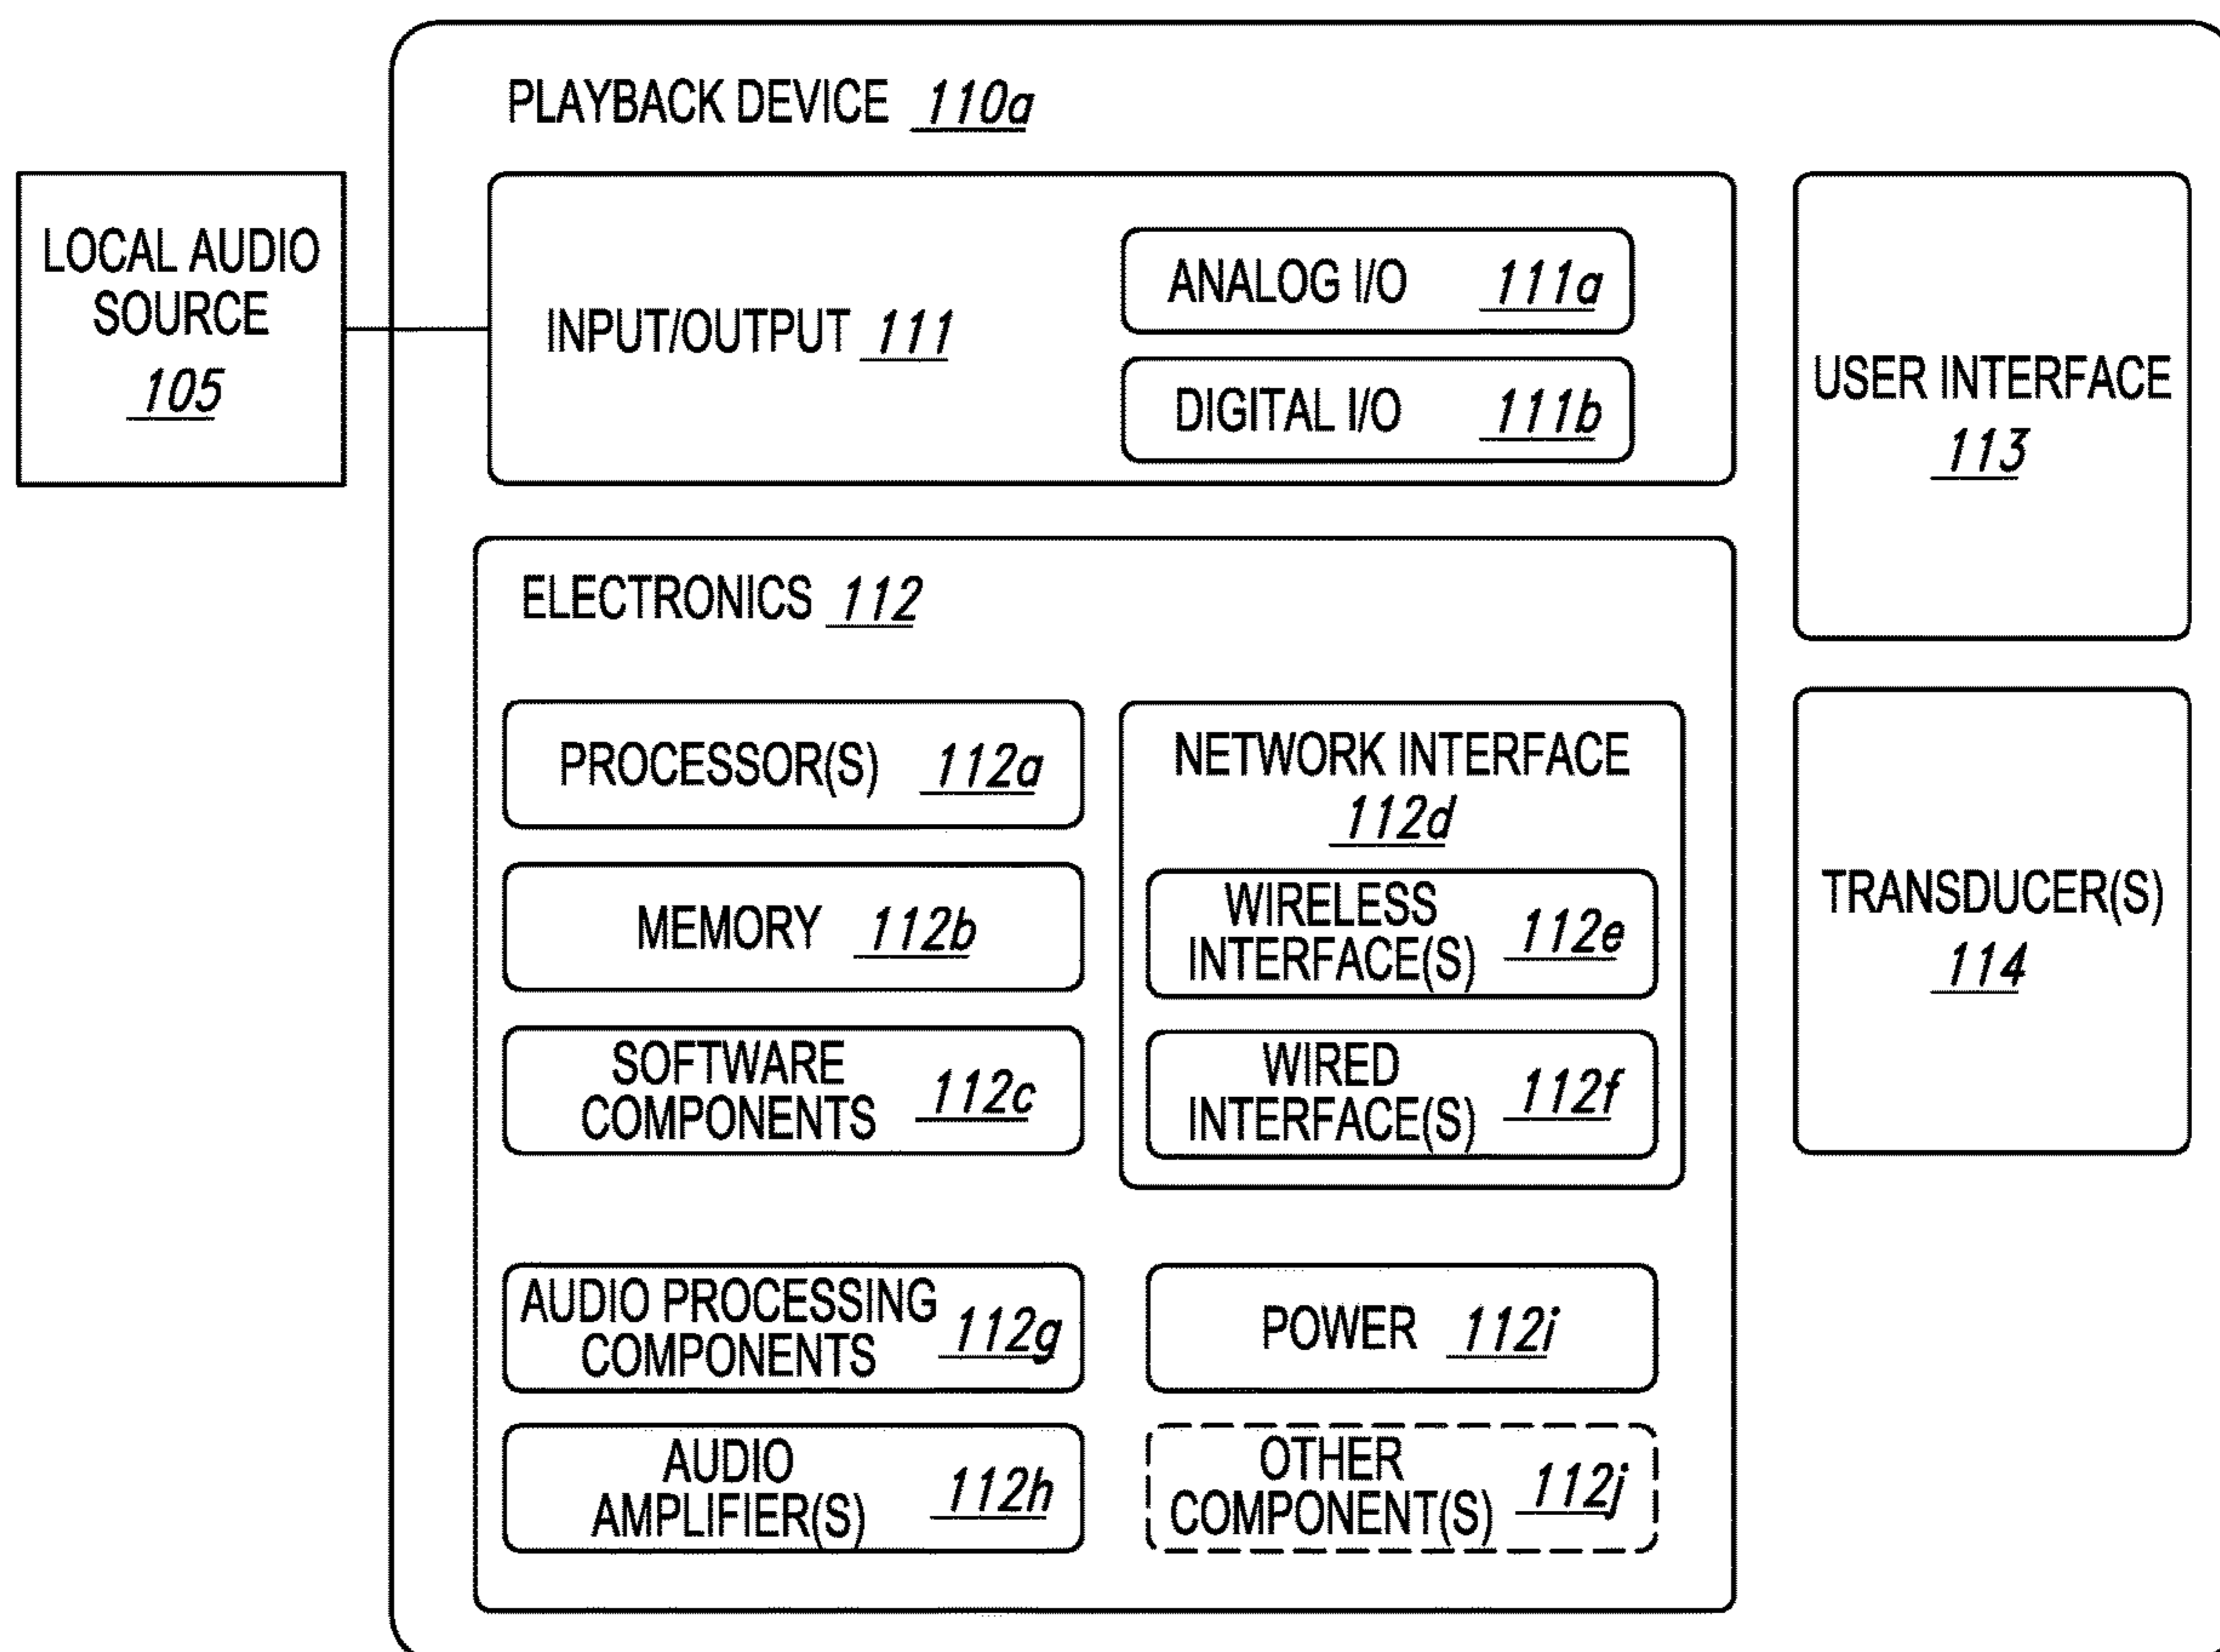 PLAYBACK DEVICE 110a
LOCAL AUDIO
SOURCE
105
INPUT/OUTPUT 111
ANALOG I/O 111a
DIGITAL I/O 111b
USER INTERFACE
113
ELECTRONICS 112
PROCESSOR(S) 112a
MEMORY 112b
SOFTWARE
COMPONENTS 112c
NETWORK INTERFACE
112d
WIRELESS
INTERFACE(S) 112e
WIRED
INTERFACE(S) 112f
TRANSDUCER(S)
114
AUDIO PROCESSING
COMPONENTS 112g
POWER 112i
AUDIO
AMPLIFIER(S) 112h
OTHER
COMPONENT(S) 112j